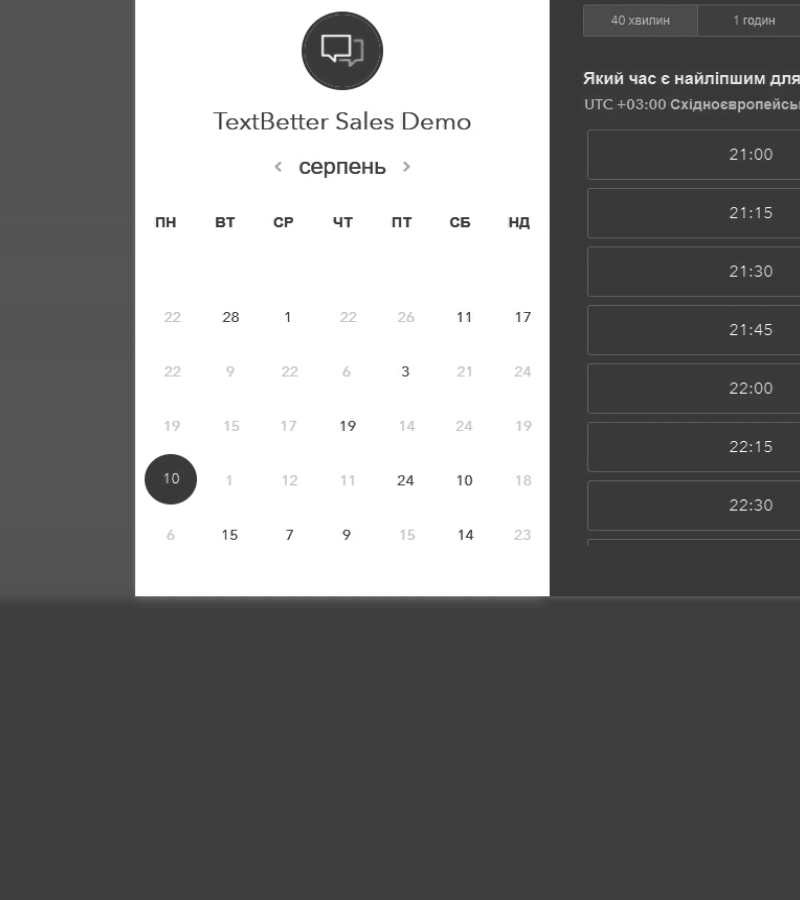 TextBetter Sales Demo
серпень
ПН ВТ СР ЧТ ПТ СБ НД
22 28 1 22 26 11 17
22 9 22 6 3 21 24
19 15 17 19 14 24 19
10 1 12 11 24 10 18
6 15 7 9 15 14 23
40 хвилин 1 годин
Який час є найліпшим для
UTC +03:00 Східноєвропейсь
21:00
21:15
21:30
21:45
22:00
22:15
22:30